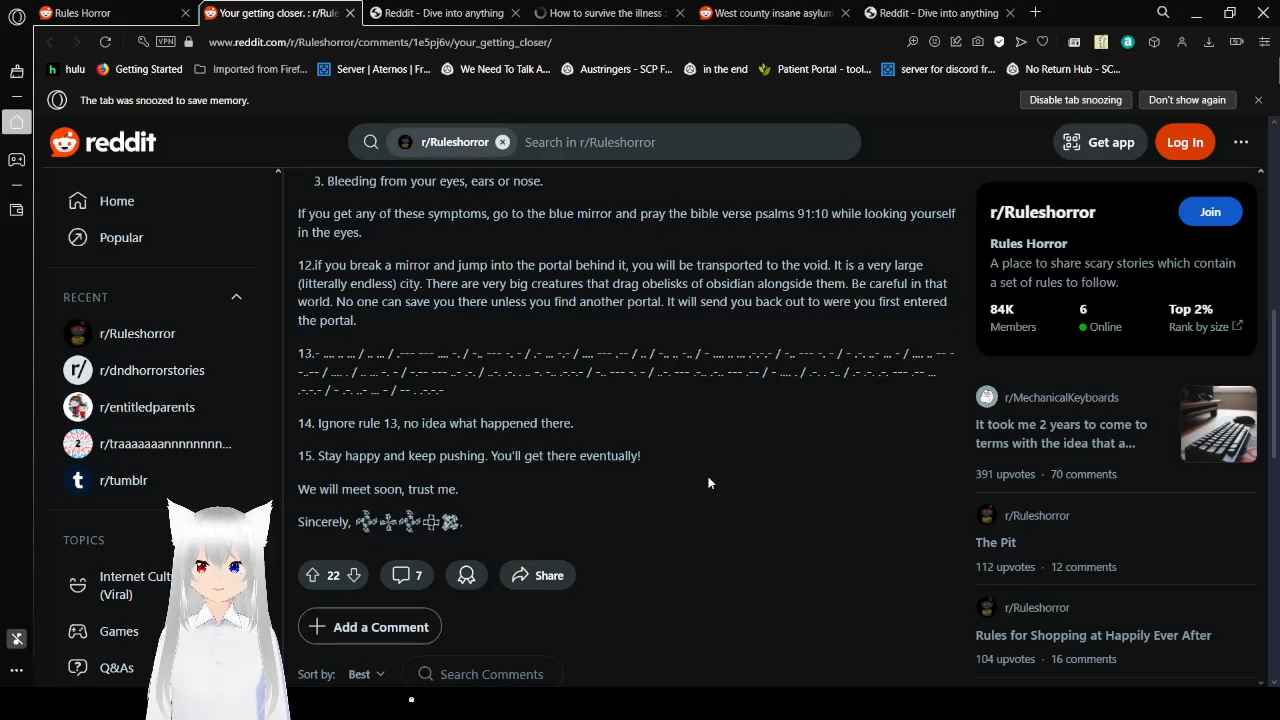 Rules Horror
Your getting closer. : r/Rule
Reddit - Dive into anything
How to survive the illness :
West county insane asylum
Reddit - Dive into anything
VPN
www.reddit.com/r/Ruleshorror/comments/1e5pj6v/your_getting_closer/
hulu
Getting Started
Imported from Firef...
Server | Aternos | Fr...
We Need To Talk A...
Austringers - SCP F...
in the end
Patient Portal - tool...
server for discord fr...
No Return Hub - SC...
The tab was snoozed to save memory.
Disable tab snoozing
Don't show again
reddit
r/Ruleshorror
Search in r/Ruleshorror
Get app
Log In
Home
Popular
RECENT
r/Ruleshorror
r/dndhorrorstories
r/entitledparents
r/traaaaaaannnnnnnn...
r/tumblr
TOPICS
Internet Cult
(Viral)
Games
Q&As
3. Bleeding from your eyes, ears or nose.
If you get any of these symptoms, go to the blue mirror and pray the bible verse psalms 91:10 while looking yourself
in the eyes.
12.if you break a mirror and jump into the portal behind it, you will be transported to the void. It is a very large
(litterally endless) city. There are very big creatures that drag obelisks of obsidian alongside them. Be careful in that
world. No one can save you there unless you find another portal. It will send you back out to were you first entered
the portal.
14. Ignore rule 13, no idea what happened there.
15. Stay happy and keep pushing. You'll get there eventually!
We will meet soon, trust me.
Sincerely,
22
7
Share
Add a Comment
Sort by: Best
Search Comments
r/Ruleshorror
Join
Rules Horror
A place to share scary stories which contain
a set of rules to follow.
84K
6
Top 2%
Members
Online
Rank by size
r/MechanicalKeyboards
It took me 2 years to come to
terms with the idea that a...
391 upvotes · 70 comments
r/Ruleshorror
The Pit
112 upvotes · 12 comments
r/Ruleshorror
Rules for Shopping at Happily Ever After
104 upvotes · 16 comments